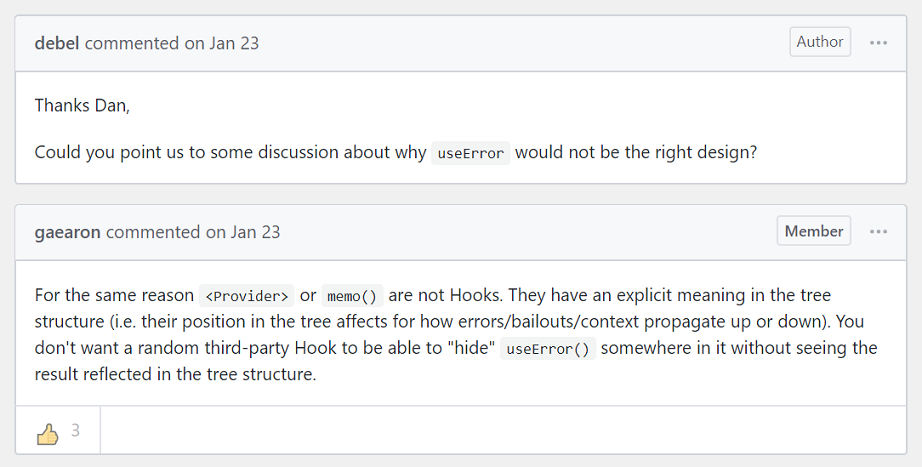 debel commented on Jan 23
Author
Thanks Dan,
Could you point us to some discussion about why useError would not be the right design?
gaearon commented on Jan 23
Member
For the same reason <Provider> or memo() are not Hooks. They have an explicit meaning in the tree
structure (i.e. their position in the tree affects for how errors/bailouts/context propagate up or down). You
don't want a random third-party Hook to be able to "hide" useError() somewhere in it without seeing the
result reflected in the tree structure.
3